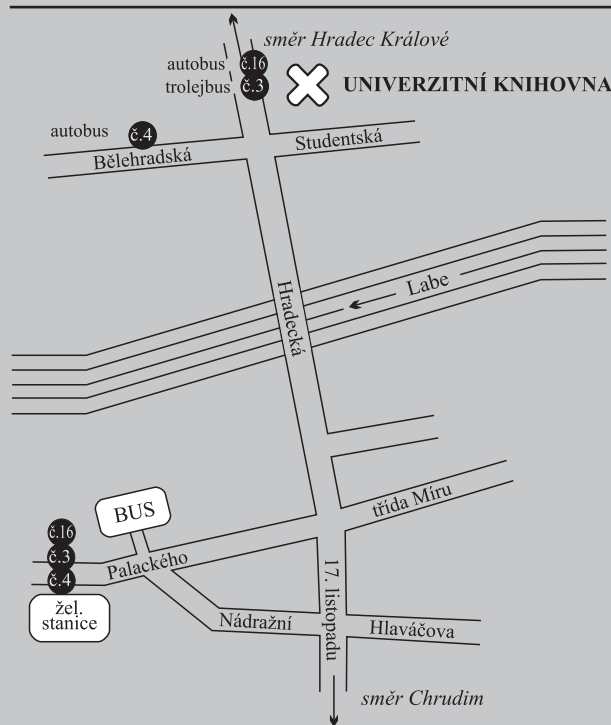 směr Hradec Králové
autobus č.16
trolejbus č.3
UNIVERZITNÍ KNIHOVNA
autobus č.4
Bělehradská
Studentská
Hradecká
Labe
třída Míru
BUS
č.16
č.3
č.4
Palackého
žel.
stanice
17. listopadu
Nádražní
Hlaváčova
směr Chrudim